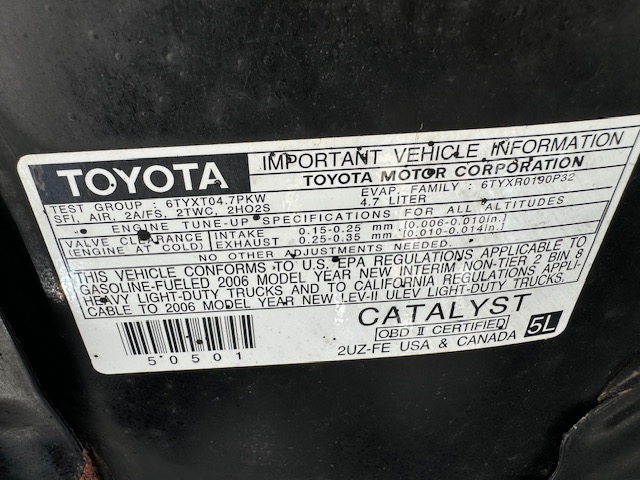 TOYOTA
IMPORTANT VEHICLE INFORMATION
TOYOTA MOTOR CORPORATION
TEST GROUP : 6TYXT04.7PKW
EVAP. FAMILY : 6TYXR0190P32
SFI, AIR, 2A/FS, 2TWC, 2HO2S
4.7 LITER
ENGINE TUNE-UP SPECIFICATIONS FOR ALL ALTITUDES
VALVE CLEARANCE INTAKE 0.15-0.25 mm [0.006-0.010in.]
(ENGINE AT COLD) EXHAUST 0.25-0.35 mm [0.010-0.014in.]
NO OTHER ADJUSTMENTS NEEDED.
THIS VEHICLE CONFORMS TO U.S. EPA REGULATIONS APPLICABLE TO
GASOLINE-FUELED 2006 MODEL YEAR NEW INTERIM NON-TIER 2 BIN 8
HEAVY LIGHT-DUTY TRUCKS AND TO CALIFORNIA REGULATIONS APPLI-
CABLE TO 2006 MODEL YEAR NEW LEV-II ULEV LIGHT-DUTY TRUCKS.
CATALYST
OBD II CERTIFIED
5L
50501
2UZ-FE USA & CANADA